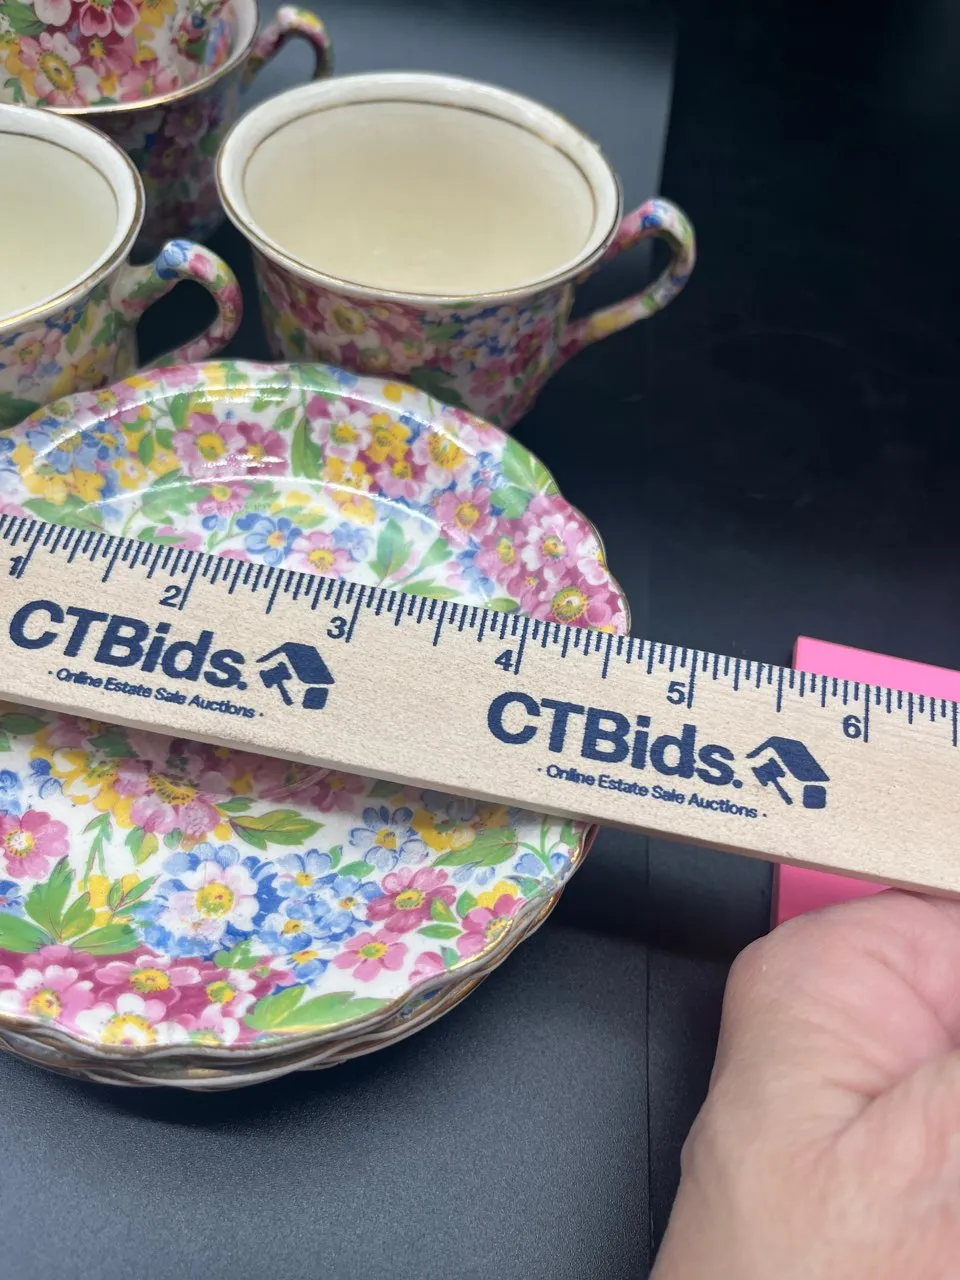 1 2 3 4 5 6
CTBids.
· Online Estate Sale Auctions ·
CTBids.
· Online Estate Sale Auctions ·